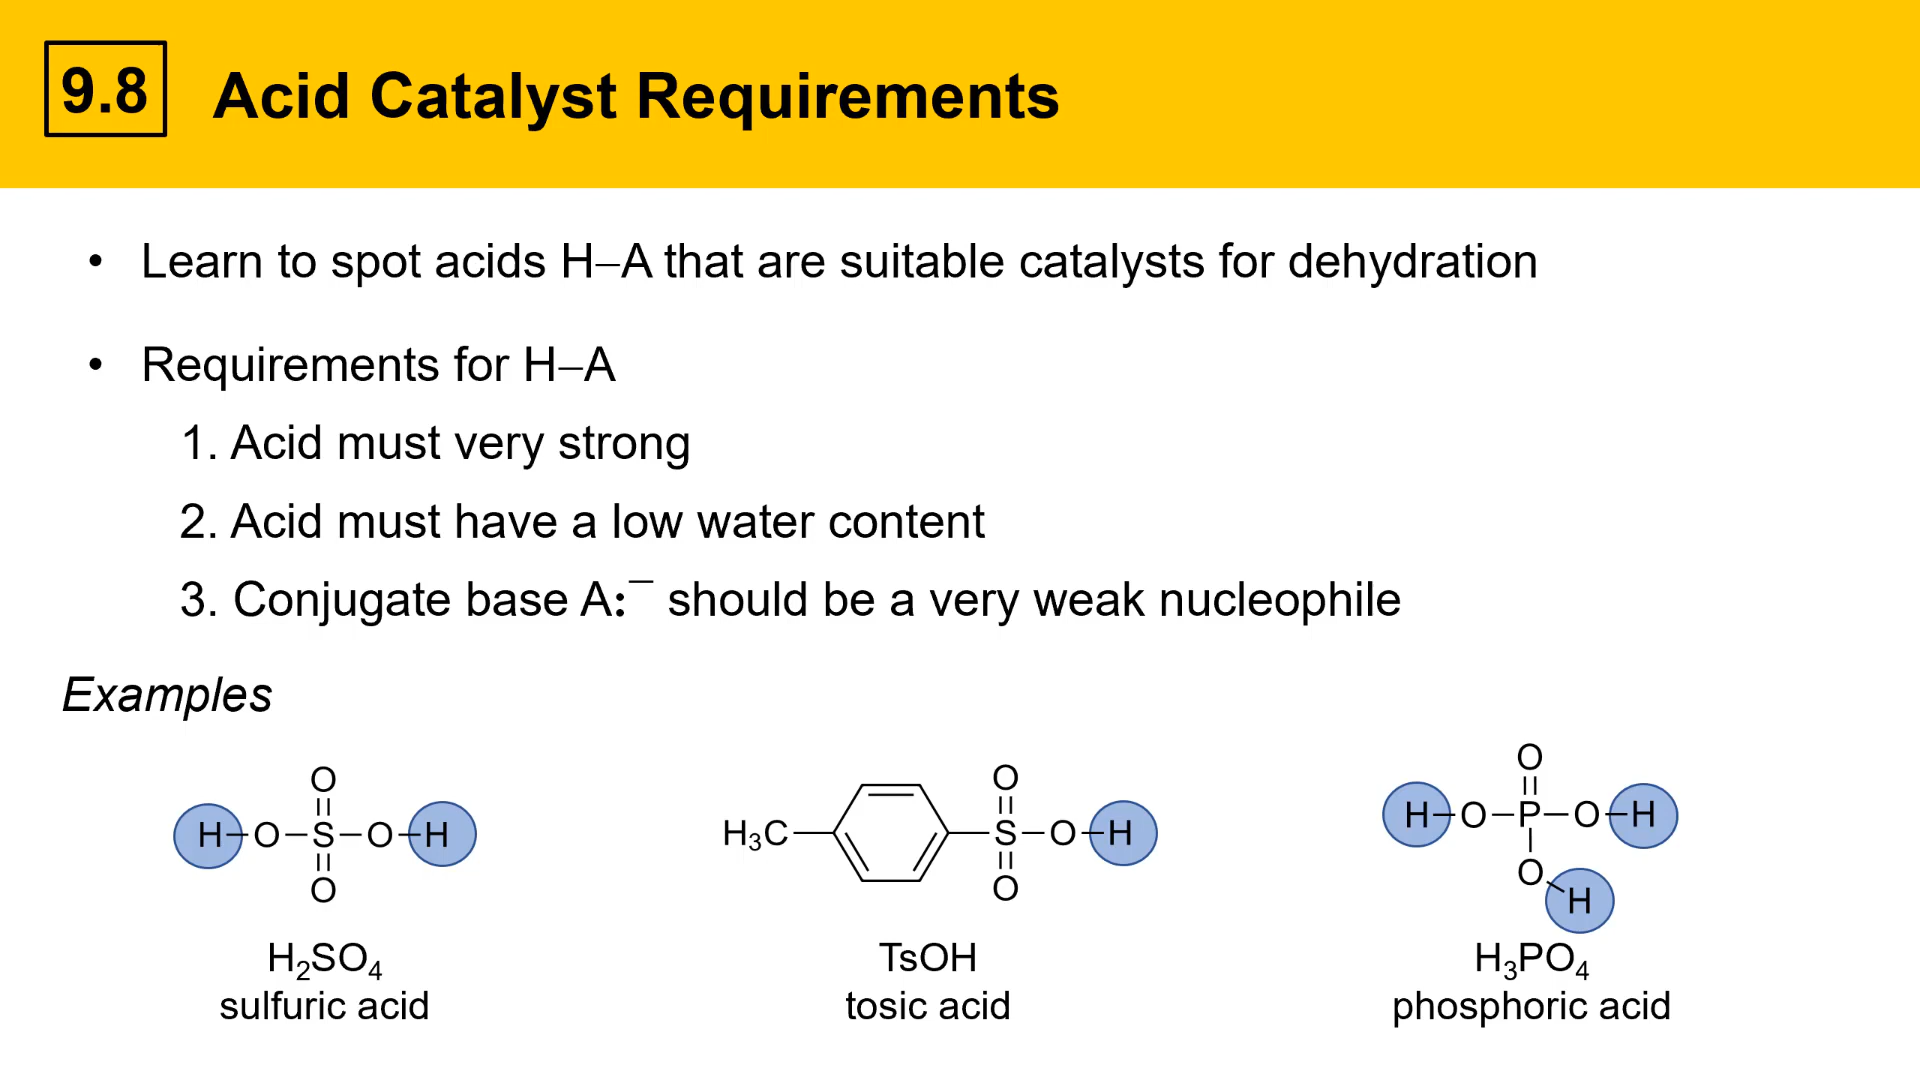 9.8 Acid Catalyst Requirements
• Learn to spot acids H–A that are suitable catalysts for dehydration
• Requirements for H–A
1. Acid must very strong
2. Acid must have a low water content
3. Conjugate base A:⁻ should be a very weak nucleophile
Examples
O
H–O–S–O–H
O
H₂SO₄
sulfuric acid
O
H₃C S–O–H
O
TsOH
tosic acid
O
H–O–P–O–H
O
H
H₃PO₄
phosphoric acid